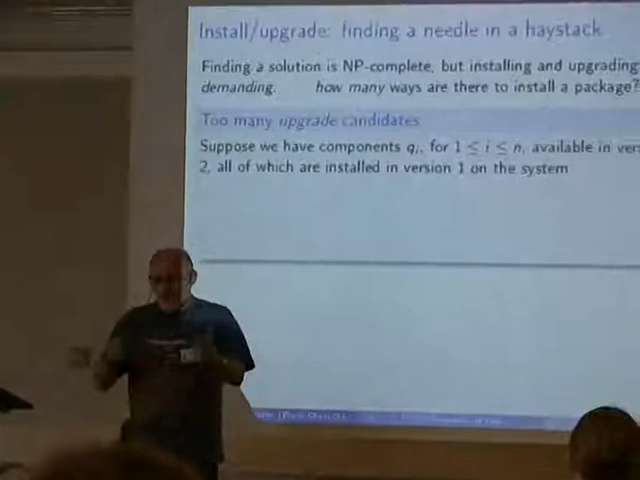 Install/upgrade: finding a needle in a haystack
Finding a solution is NP-complete, but installing and upgrading
demanding. how many ways are there to install a package?
Too many upgrade candidates
Suppose we have components qᵢ, for 1 ≤ i ≤ n, available in ver
2, all of which are installed in version 1 on the system